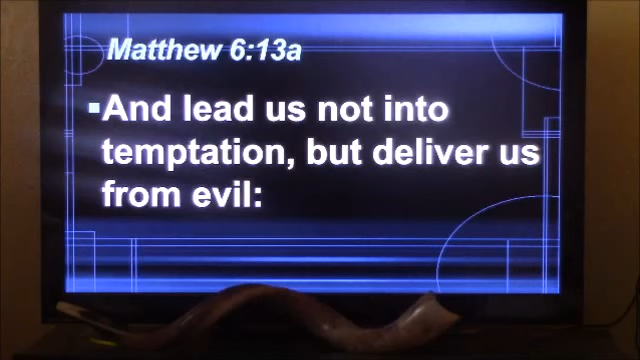 Matthew 6:13a
▪And lead us not into
temptation, but deliver us
from evil: